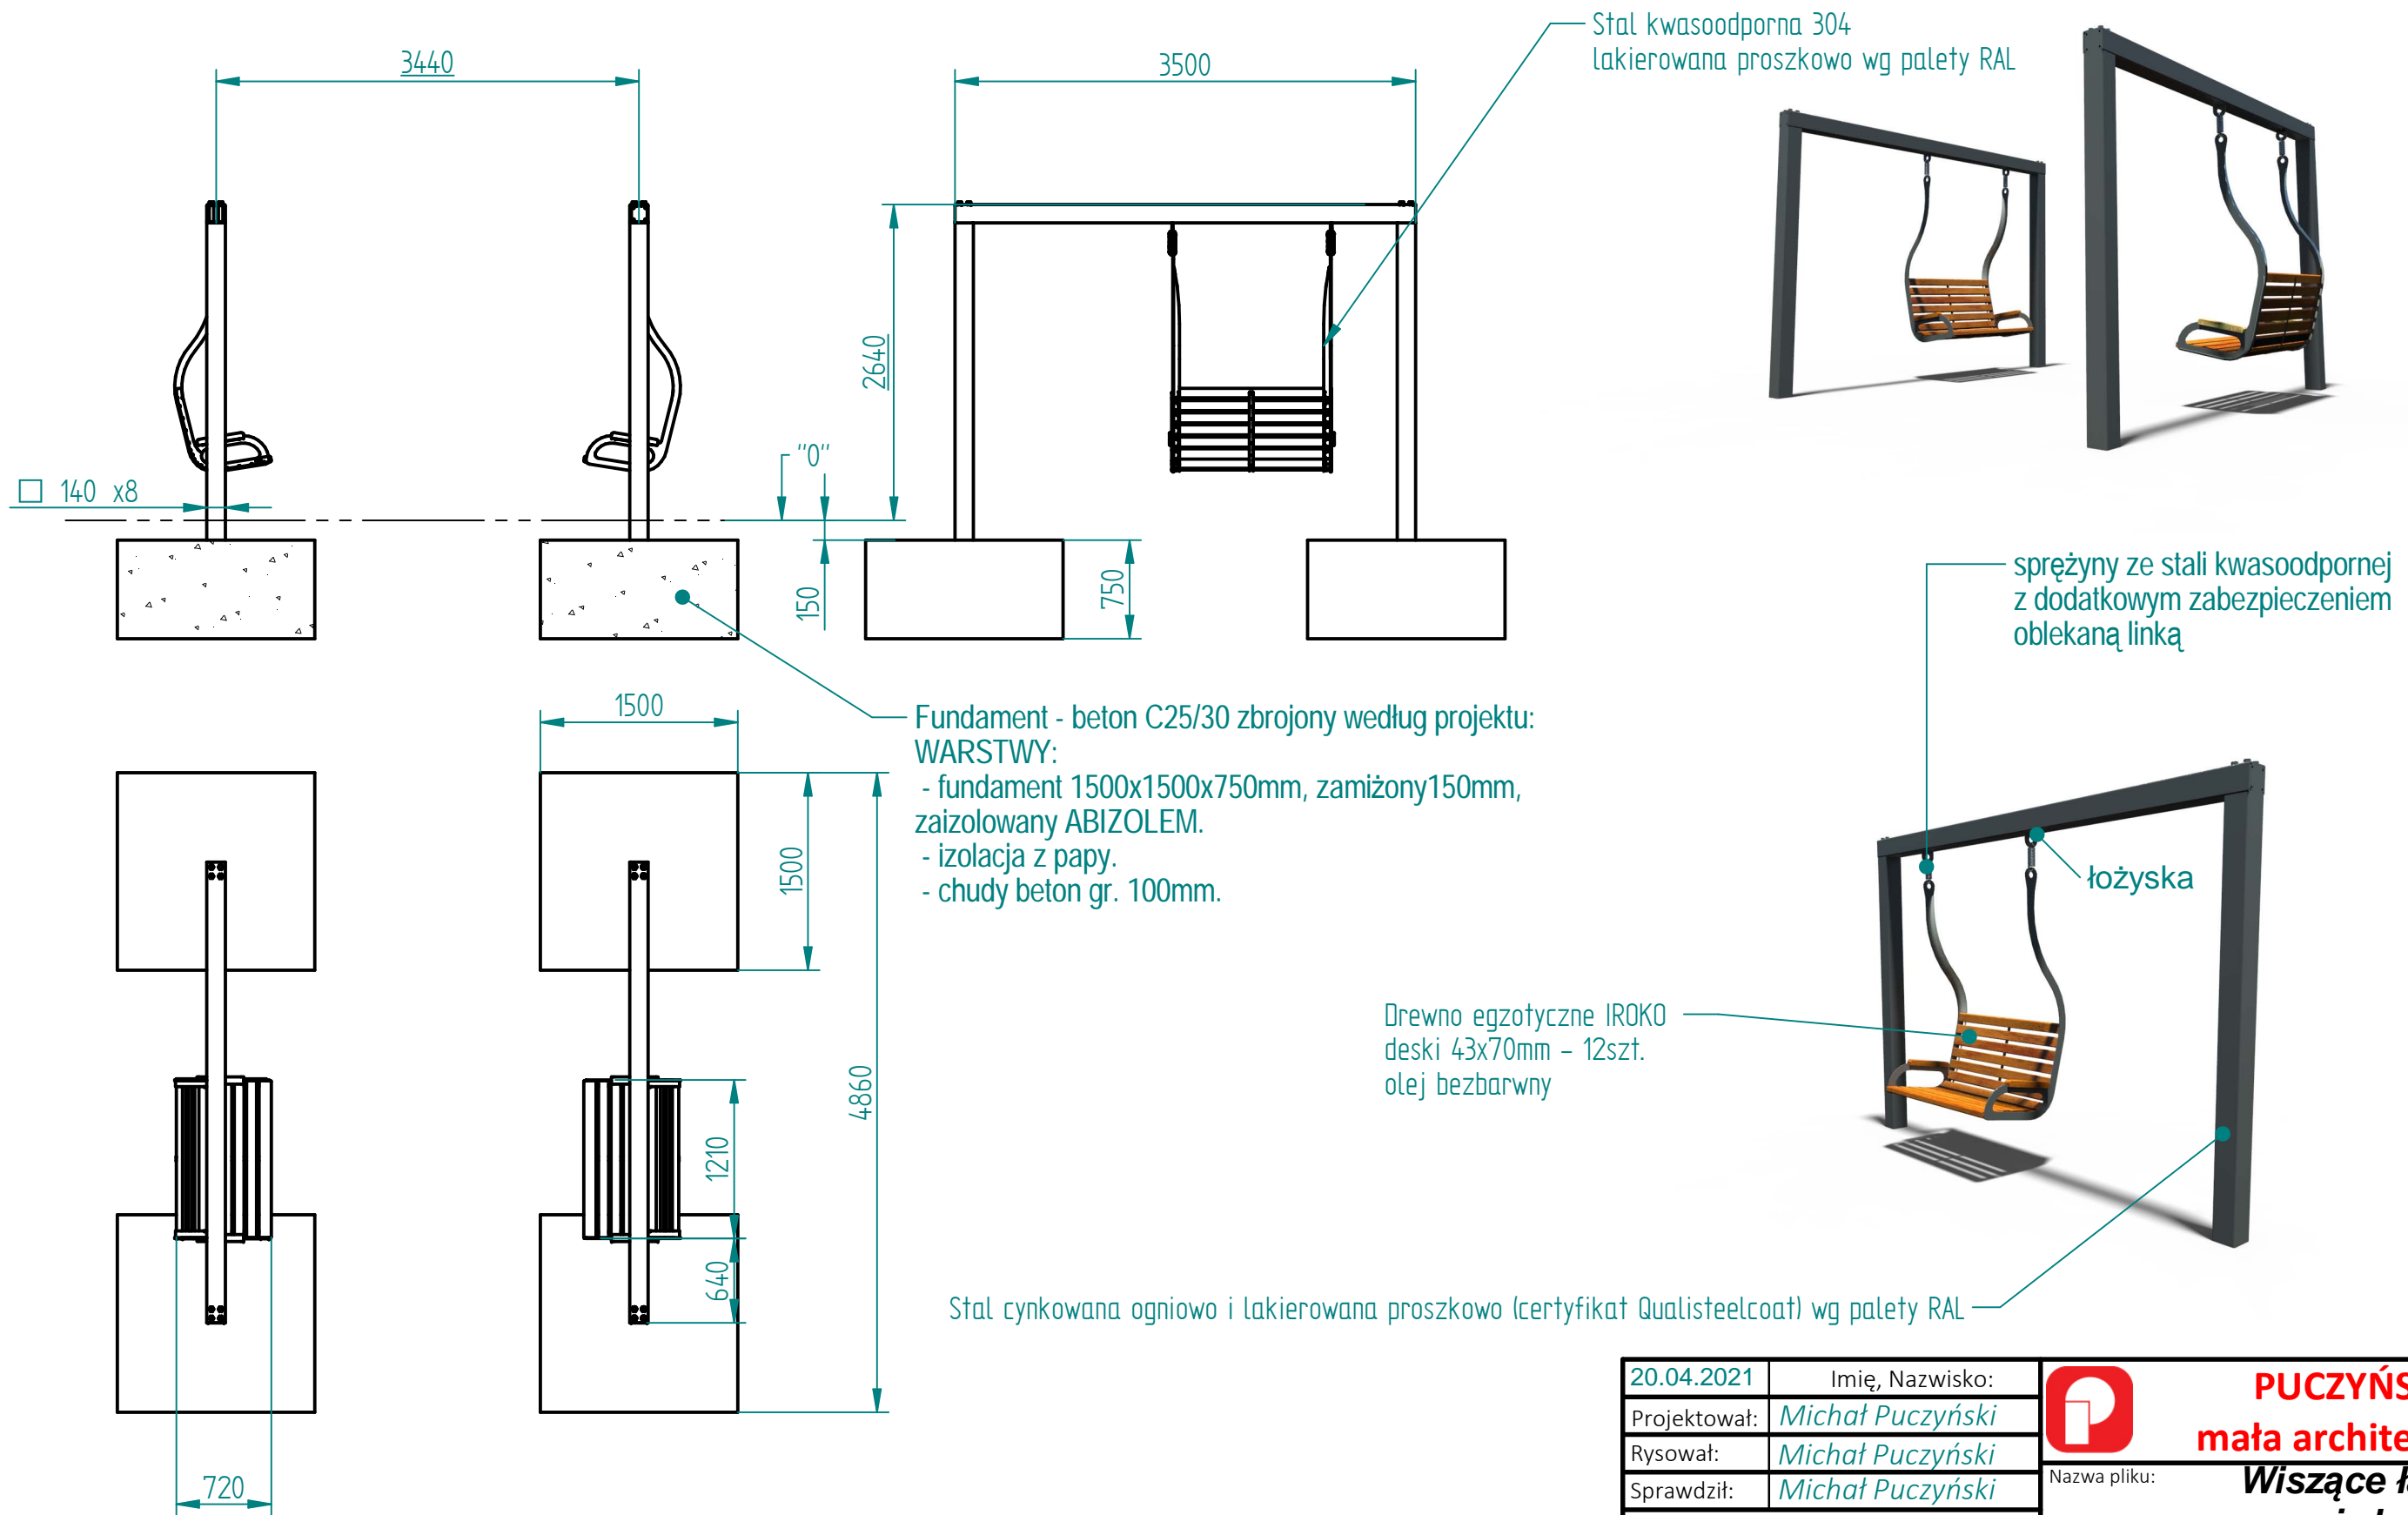 3440
3500
Stal kwasoodporna 304
lakierowana proszkowo wg palety RAL
2640
"0"
□ 140 x8
150
750
sprężyny ze stali kwasoodpornej
z dodatkowym zabezpieczeniem
oblekaną linką
1500
Fundament - beton C25/30 zbrojony według projektu:
WARSTWY:
- fundament 1500x1500x750mm, zamiżony150mm,
zaizolowany ABIZOLEM.
- izolacja z papy.
- chudy beton gr. 100mm.
1500
łożyska
4860
Drewno egzotyczne IROKO
deski 43x70mm - 12szt.
olej bezbarwny
1210
640
Stal cynkowana ogniowo i lakierowana proszkowo (certyfikat Qualisteelcoat) wg palety RAL
720
20.04.2021 Imię, Nazwisko:
Projektował: Michał Puczyński
Rysował: Michał Puczyński
Sprawdził: Michał Puczyński
PUCZYŃS
mała archite
Nazwa pliku: Wiszące